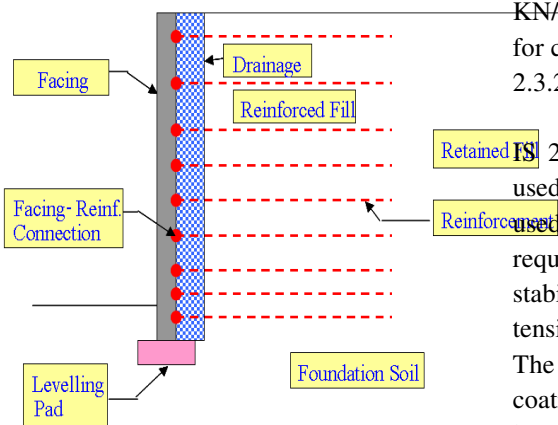 Facing
Drainage
Reinforced Fill
Retained Fill
Facing- Reinf.
Connection
Reinforcement
Levelling
Pad
Foundation Soil
KN/
for c
2.3.2
IS 2
used
used
requ
stabi
tensi
The
coat